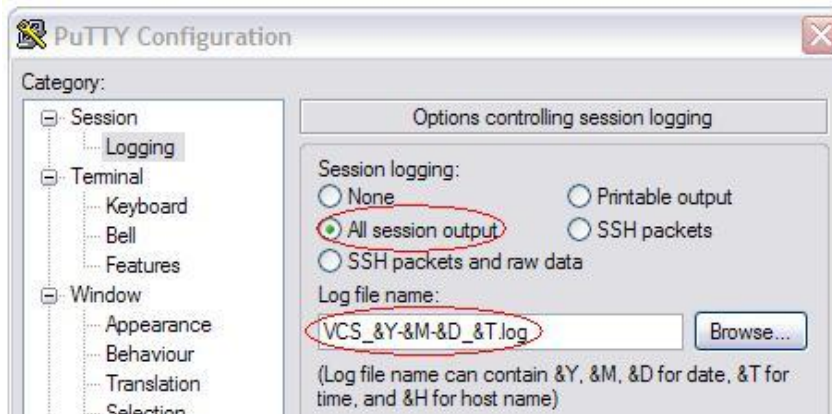 PuTTY Configuration
Category:
Session
Logging
Terminal
Keyboard
Bell
Features
Window
Appearance
Behaviour
Translation
Selection
Options controlling session logging
Session logging:
None
Printable output
All session output
SSH packets
SSH packets and raw data
Log file name:
VCS_&Y-&M-&D_&T.log
Browse...
(Log file name can contain &Y, &M, &D for date, &T for
time, and &H for host name)